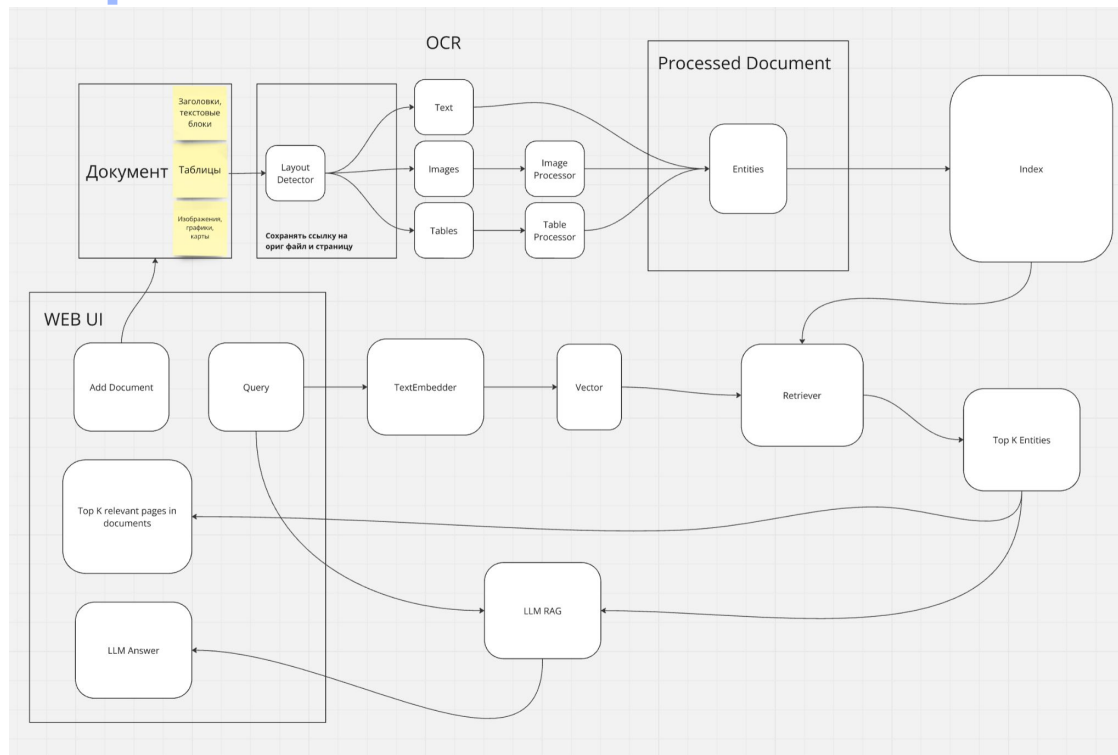 OCR
Processed Document
Документ
Заголовки,
текстовые
блоки
Таблицы
Изображения,
графики,
карты
Layout
Detector
Сохранять ссылку на
ориг файл и страницу
Text
Images
Image
Processor
Tables
Table
Processor
Entities
Index
WEB UI
Add Document
Query
TextEmbedder
Vector
Retriever
Top K Entities
Top K relevant pages in
documents
LLM RAG
LLM Answer